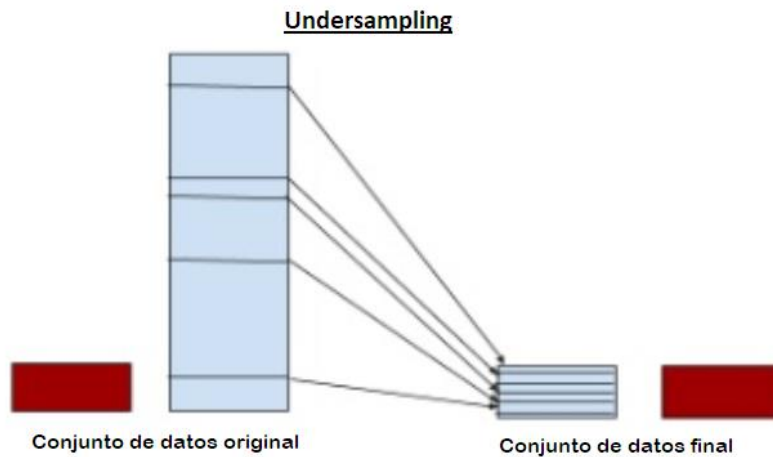 Undersampling
Conjunto de datos original
Conjunto de datos final